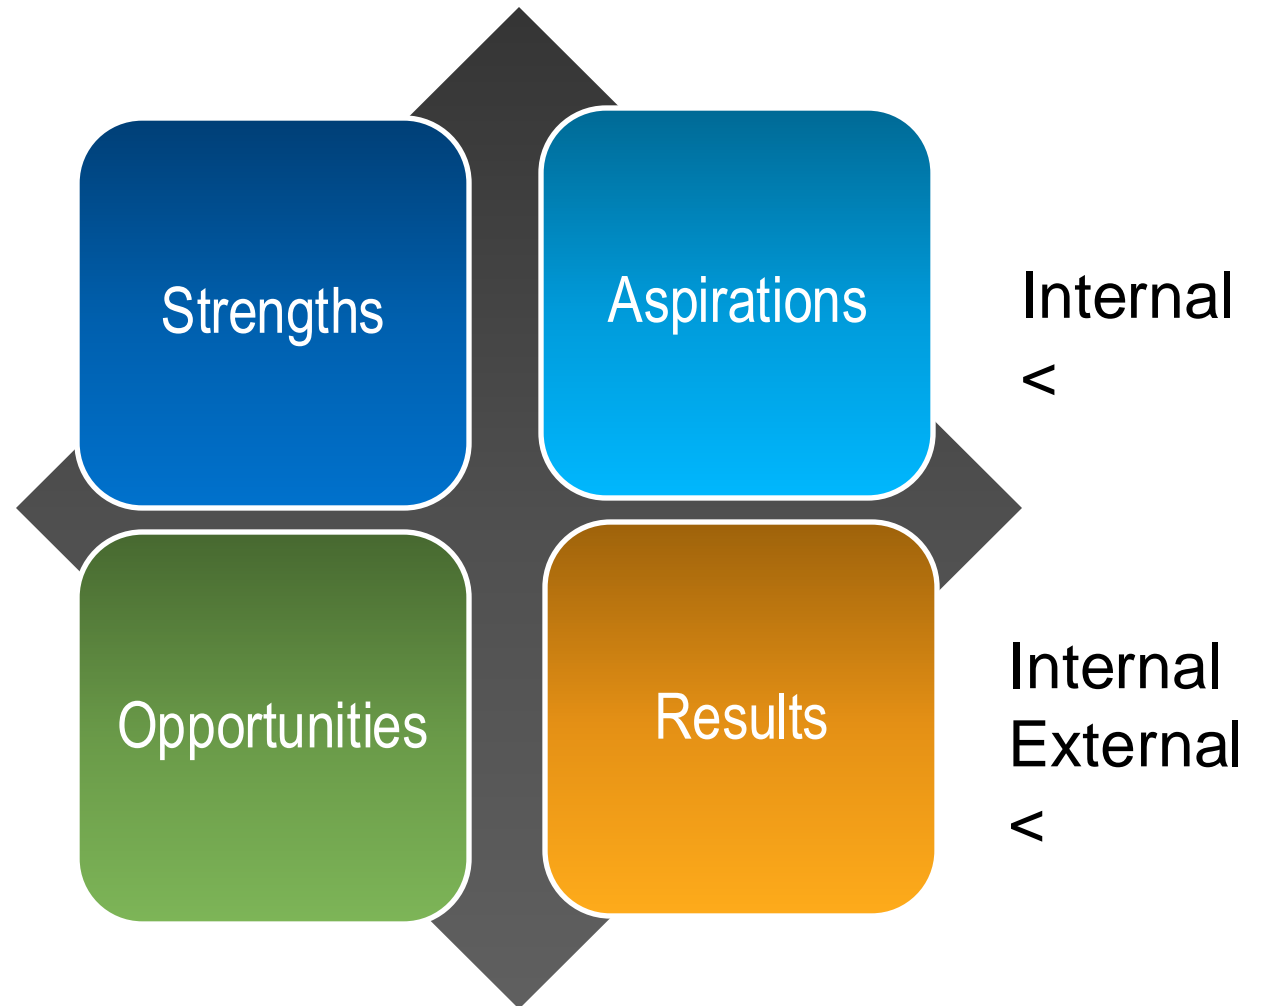 Strengths
Aspirations
Internal
<
Opportunities
Results
Internal
External
<